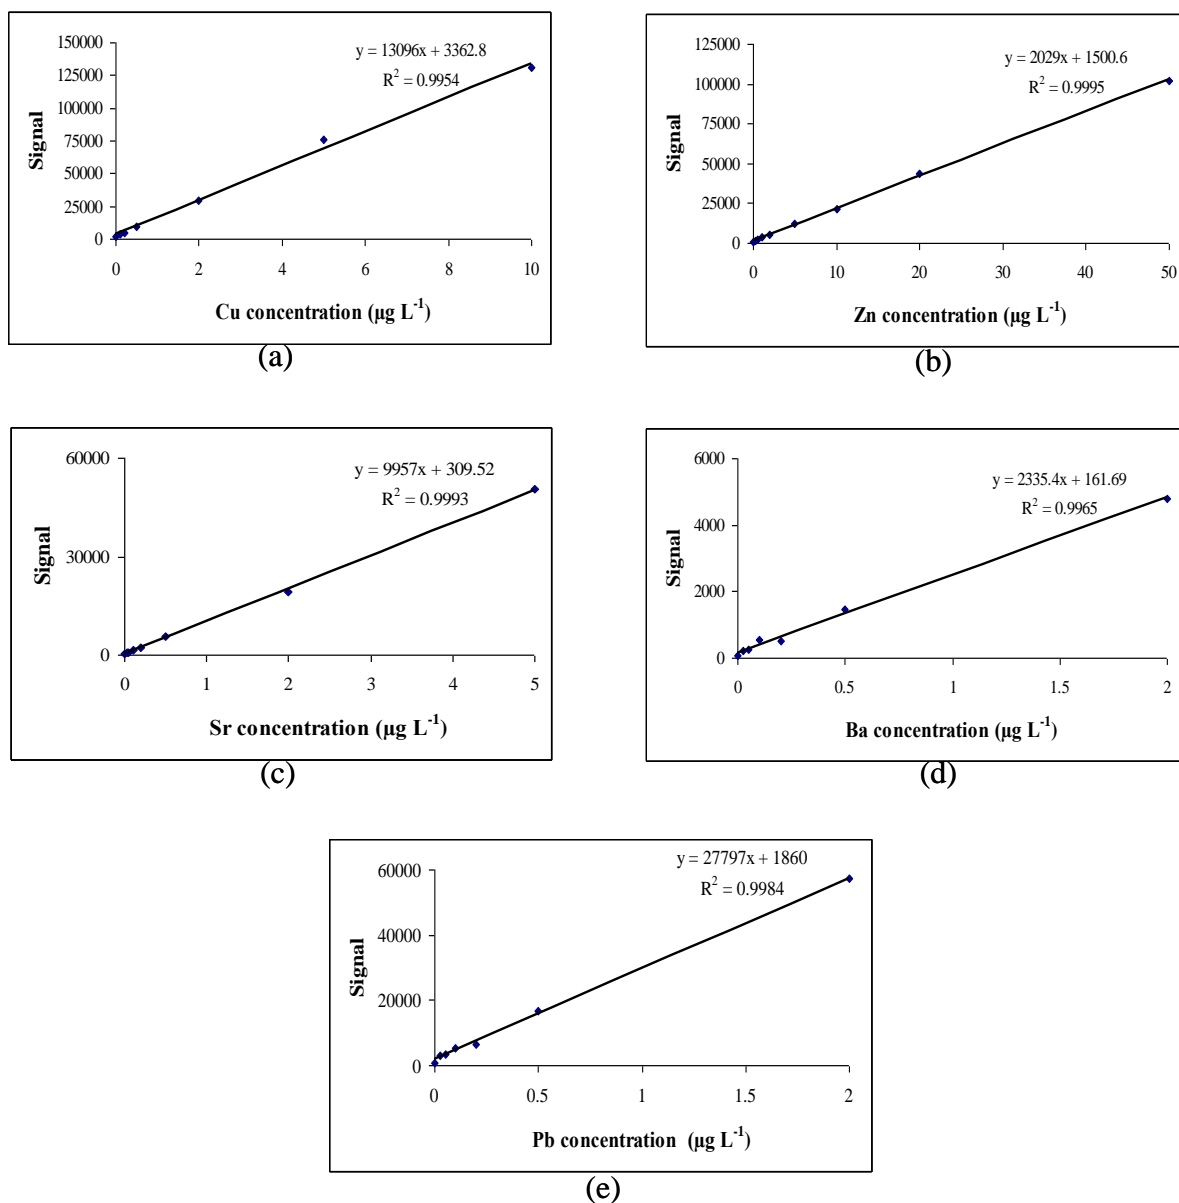 y = 13096x + 3362.8
R² = 0.9954
150000
125000
100000
75000
50000
25000
0
Signal
0 2 4 6 8 10
Cu concentration (µg L⁻¹)
(a)
y = 2029x + 1500.6
R² = 0.9995
125000
100000
75000
50000
25000
0
Signal
0 10 20 30 40 50
Zn concentration (µg L⁻¹)
(b)
y = 9957x + 309.52
R² = 0.9993
60000
30000
0
Signal
0 1 2 3 4 5
Sr concentration (µg L⁻¹)
(c)
y = 2335.4x + 161.69
R² = 0.9965
6000
4000
2000
0
Signal
0 0.5 1 1.5 2
Ba concentration (µg L⁻¹)
(d)
y = 27797x + 1860
R² = 0.9984
60000
40000
20000
0
Signal
0 0.5 1 1.5 2
Pb concentration (µg L⁻¹)
(e)